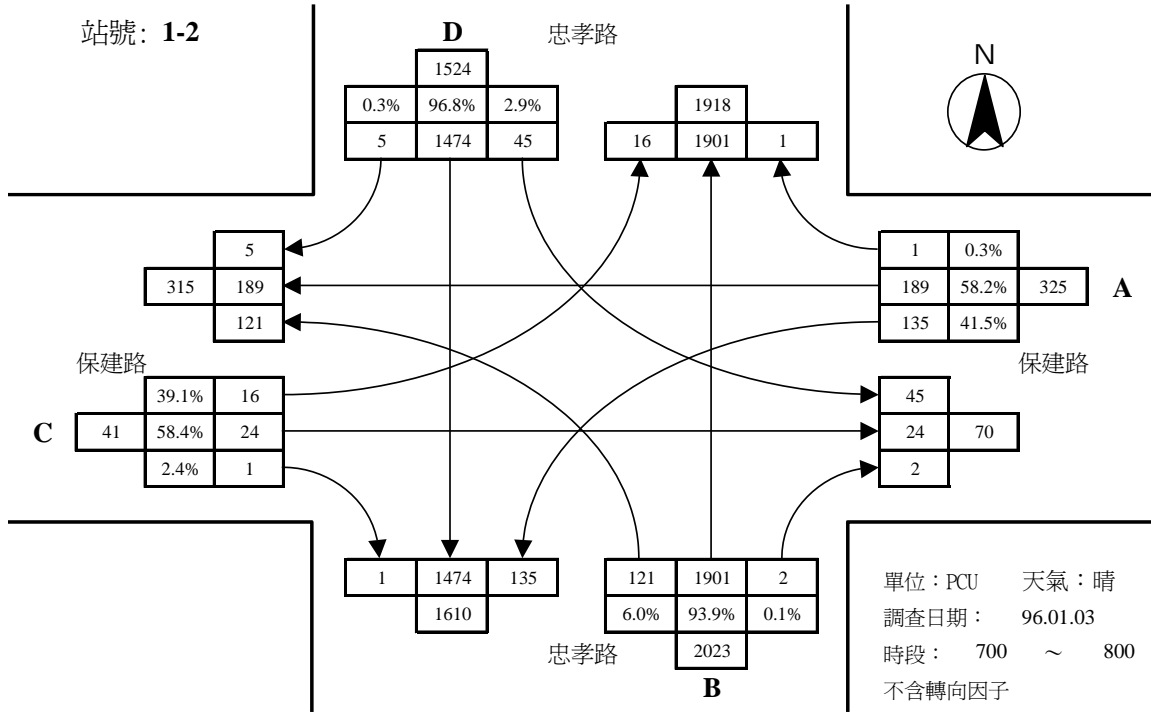 站號: 1-2
D
忠孝路
N
1524
0.3% 96.8% 2.9%
5 1474 45
1918
16 1901 1
5
315 189
121
1 0.3%
189 58.2% 325
135 41.5%
A
保建路
保建路
39.1% 16
C 41 58.4% 24
2.4% 1
45
24 70
2
1 1474 135
1610
121 1901 2
6.0% 93.9% 0.1%
2023
忠孝路
B
單位：PCU 天氣：晴
調查日期： 96.01.03
時段： 700 ～ 800
不含轉向因子